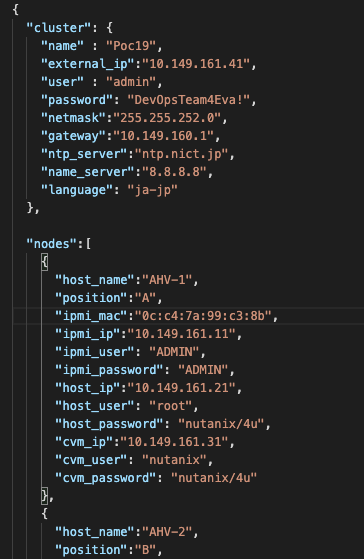 {
"cluster": {
"name" : "Poc19",
"external_ip":"10.149.161.41",
"user" : "admin",
"password": "DevOpsTeam4Eva!",
"netmask":"255.255.252.0",
"gateway":"10.149.160.1",
"ntp_server":"ntp.nict.jp",
"name_server":"8.8.8.8",
"language": "ja-jp"
},
"nodes":[
{
"host_name":"AHV-1",
"position":"A",
"ipmi_mac":"0c:c4:7a:99:c3:8b",
"ipmi_ip":"10.149.161.11",
"ipmi_user": "ADMIN",
"ipmi_password": "ADMIN",
"host_ip":"10.149.161.21",
"host_user": "root",
"host_password": "nutanix/4u",
"cvm_ip":"10.149.161.31",
"cvm_user": "nutanix",
"cvm_password": "nutanix/4u"
},
{
"host_name":"AHV-2",
"position":"B",